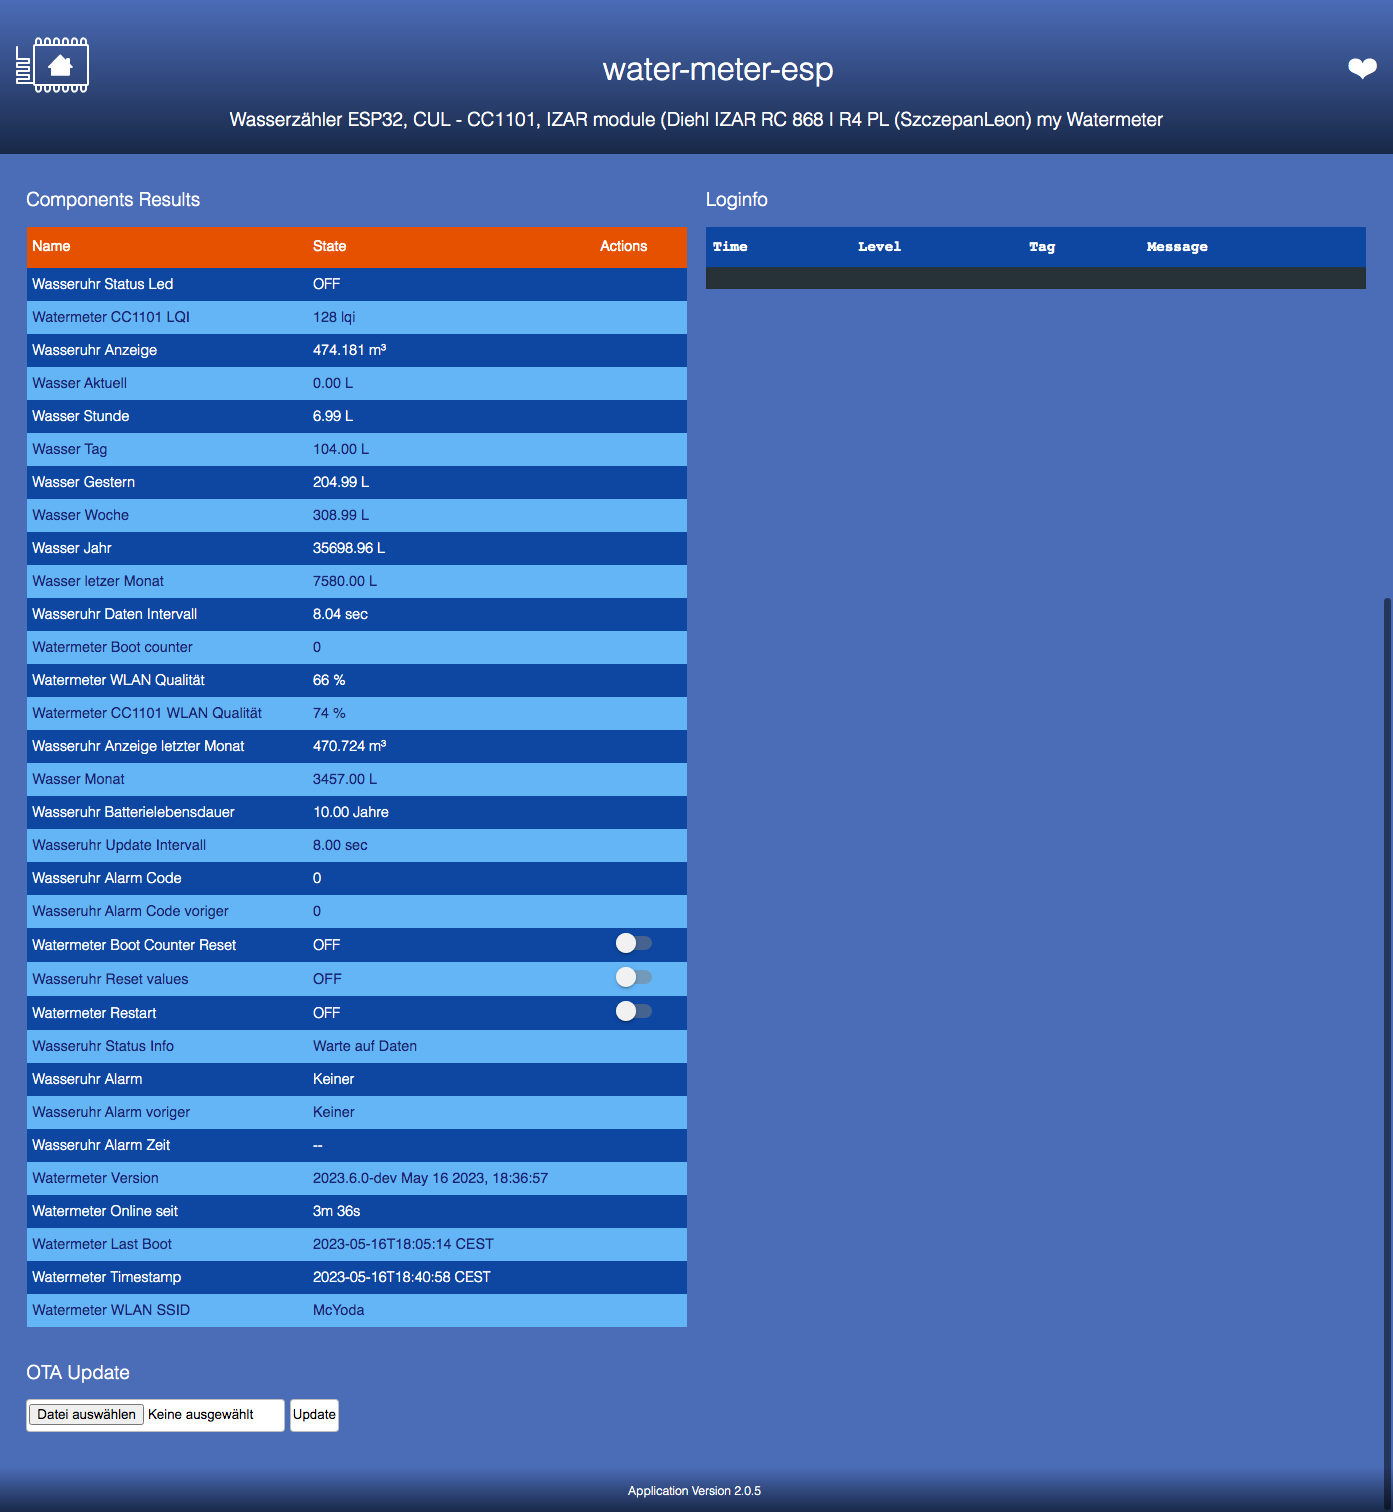 water-meter-esp
Wasserzähler ESP32, CUL - CC1101, IZAR module (Diehl IZAR RC 868 I R4 PL (SzczepanLeon) my Watermeter
Components Results
Name State Actions
Wasseruhr Status Led OFF
Watermeter CC1101 LQI 128 lqi
Wasseruhr Anzeige 474.181 m³
Wasser Aktuell 0.00 L
Wasser Stunde 6.99 L
Wasser Tag 104.00 L
Wasser Gestern 204.99 L
Wasser Woche 308.99 L
Wasser Jahr 35698.96 L
Wasser letzer Monat 7580.00 L
Wasseruhr Daten Intervall 8.04 sec
Watermeter Boot counter 0
Watermeter WLAN Qualität 66 %
Watermeter CC1101 WLAN Qualität 74 %
Wasseruhr Anzeige letzter Monat 470.724 m³
Wasser Monat 3457.00 L
Wasseruhr Batterielebensdauer 10.00 Jahre
Wasseruhr Update Intervall 8.00 sec
Wasseruhr Alarm Code 0
Wasseruhr Alarm Code voriger 0
Watermeter Boot Counter Reset OFF
Wasseruhr Reset values OFF
Watermeter Restart OFF
Wasseruhr Status Info Warte auf Daten
Wasseruhr Alarm Keiner
Wasseruhr Alarm voriger Keiner
Wasseruhr Alarm Zeit --
Watermeter Version 2023.6.0-dev May 16 2023, 18:36:57
Watermeter Online seit 3m 36s
Watermeter Last Boot 2023-05-16T18:05:14 CEST
Watermeter Timestamp 2023-05-16T18:40:58 CEST
Watermeter WLAN SSID McYoda
OTA Update
Datei auswählen Keine ausgewählt Update
Loginfo
Time Level Tag Message
Application Version 2.0.5